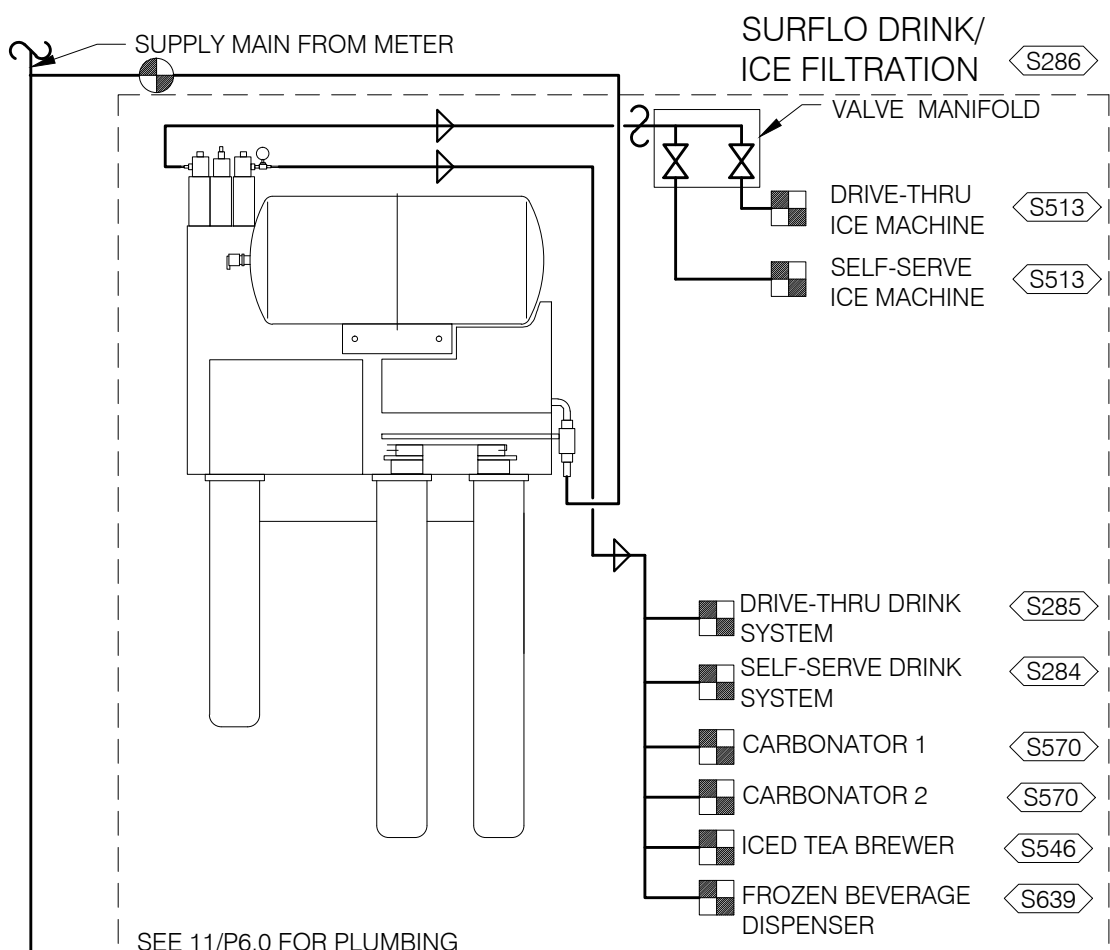 SURFLO DRINK/
ICE FILTRATION
S286
SUPPLY MAIN FROM METER
VALVE MANIFOLD
DRIVE-THRU
ICE MACHINE
S513
SELF-SERVE
ICE MACHINE
S513
DRIVE-THRU DRINK
SYSTEM
S285
SELF-SERVE DRINK
SYSTEM
S284
CARBONATOR 1
S570
CARBONATOR 2
S570
ICED TEA BREWER
S546
FROZEN BEVERAGE
DISPENSER
S639
SEE 11/P6.0 FOR PLUMBING